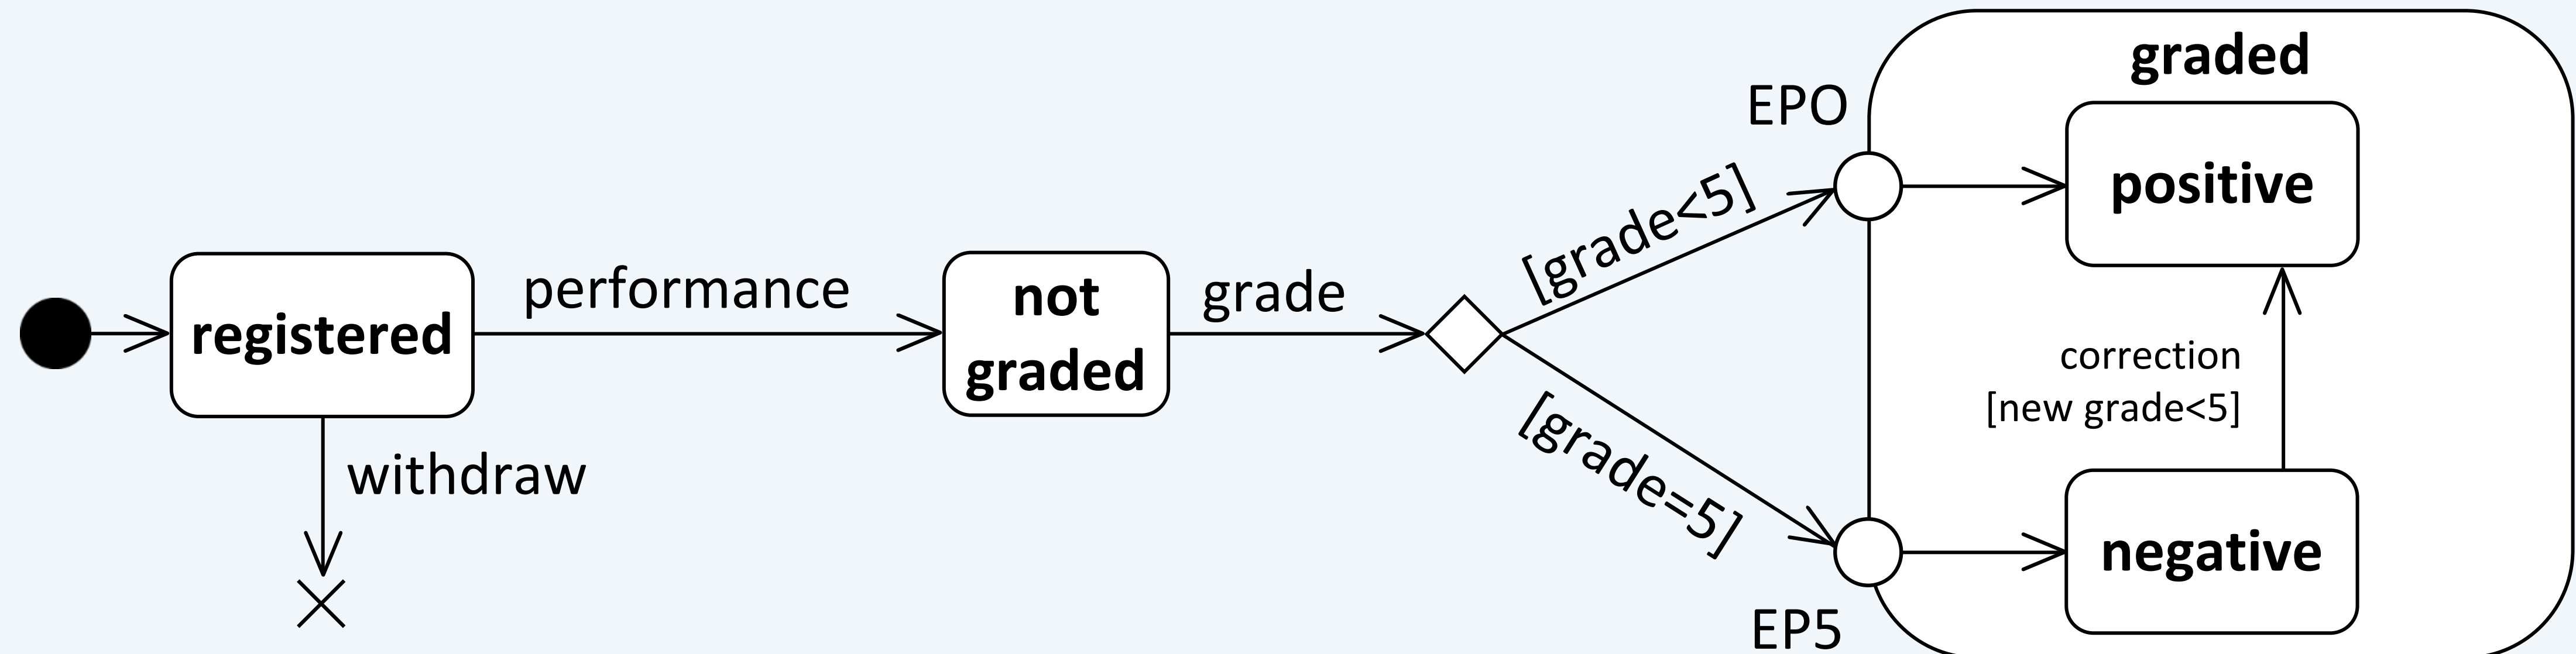 graded
EPO
positive
[grade<5]
registered
performance
not
graded
grade
correction
[new grade<5]
withdraw
[grade=5]
negative
EP5